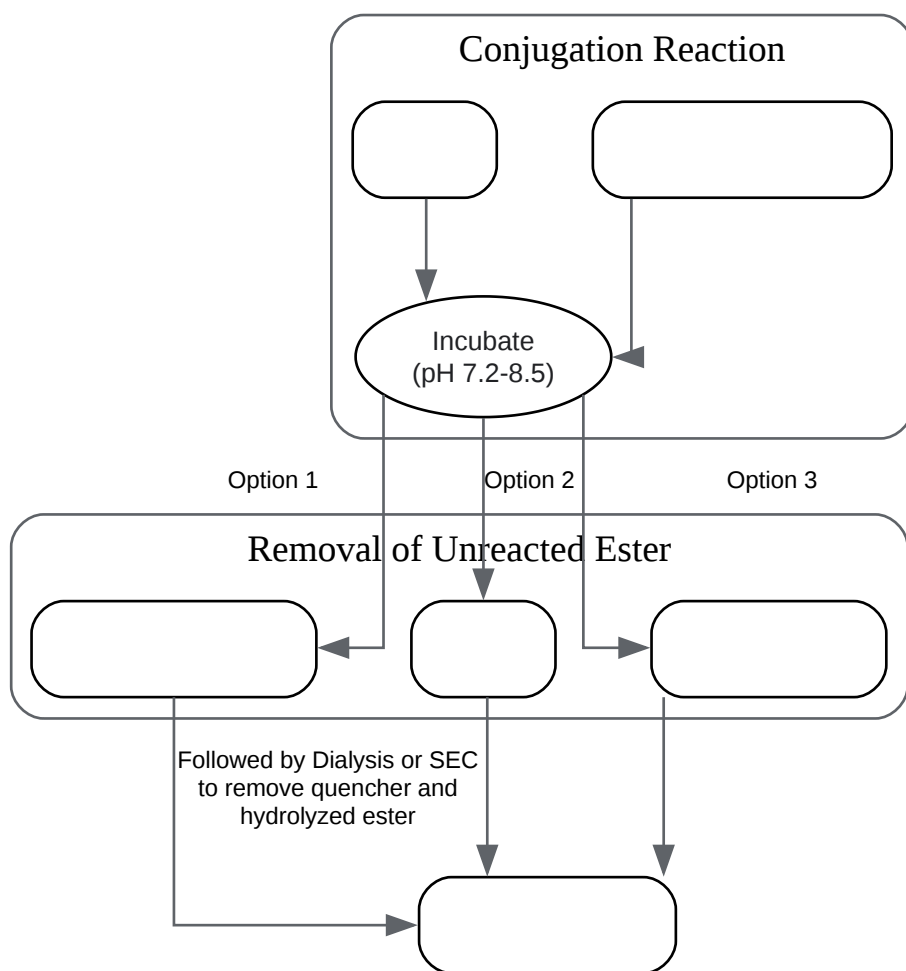 Conjugation Reaction
Incubate
(pH 7.2-8.5)
Option 1
Option 2
Option 3
Removal of Unreacted Ester
Followed by Dialysis or SEC
to remove quencher and
hydrolyzed ester